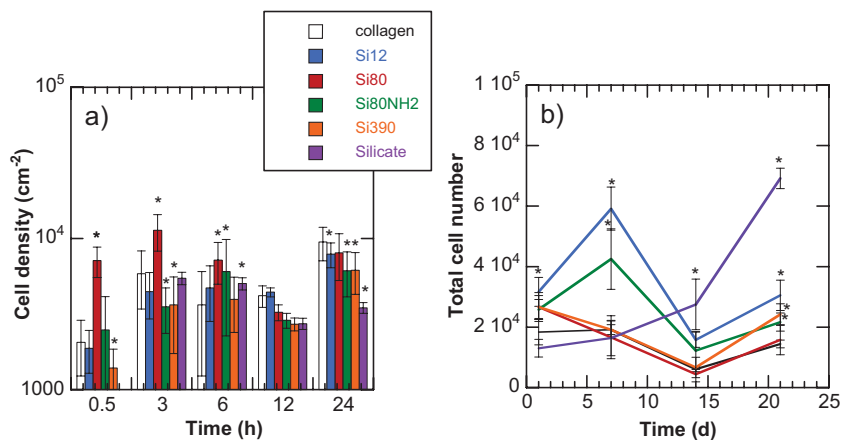 collagen
Si12
Si80
Si80NH2
Si390
Silicate
a)
Cell density (cm-2)
10^5
10^4
1000
* * * * * * * * * * * *
0.5 3 6 12 24
Time (h)
b)
Total cell number
1 10^5
8 10^4
6 10^4
4 10^4
2 10^4
0
* * * * * * * *
0 5 10 15 20 25
Time (d)